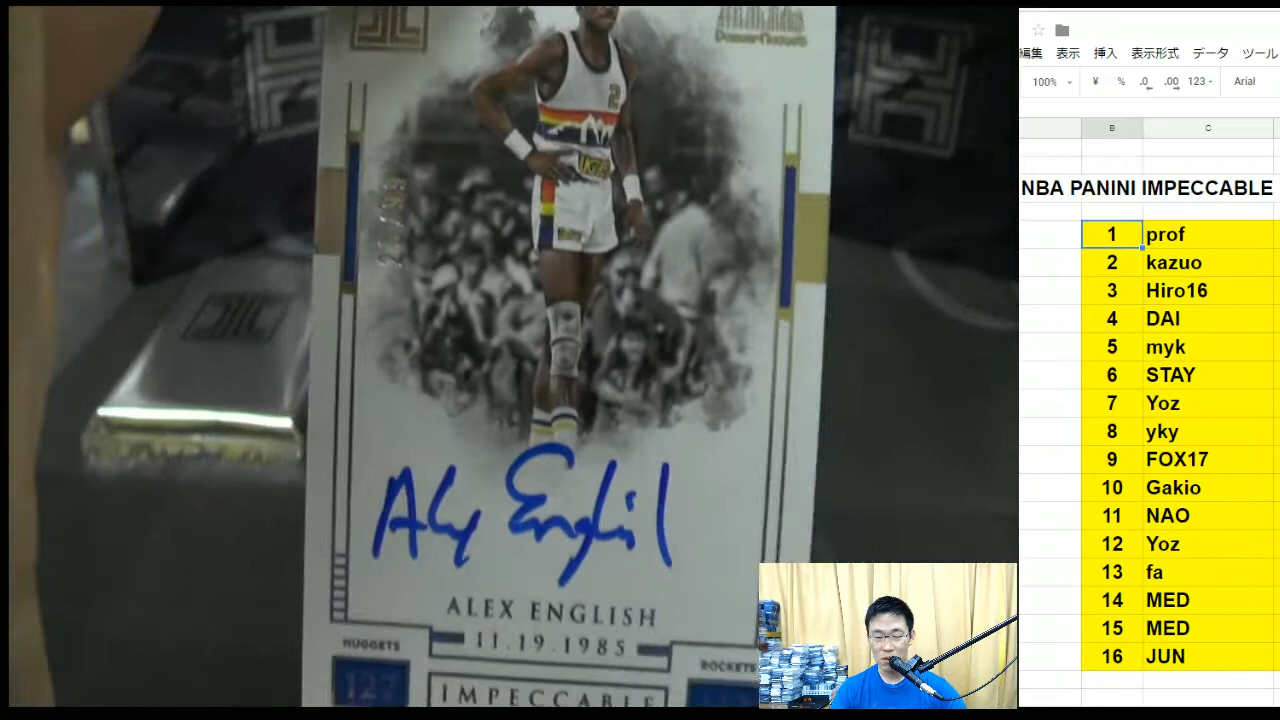 DenverNuggets
2
Alex English
ALEX ENGLISH
11.19.1985
NUGGETS
127
ROCKETS
IMPECCABLE
編集 表示 挿入 表示形式 データ ツール
100% ¥ % .0 .00 123 Arial
B C
NBA PANINI IMPECCABLE
1 prof
2 kazuo
3 Hiro16
4 DAI
5 myk
6 STAY
7 Yoz
8 yky
9 FOX17
10 Gakio
11 NAO
12 Yoz
13 fa
14 MED
15 MED
16 JUN